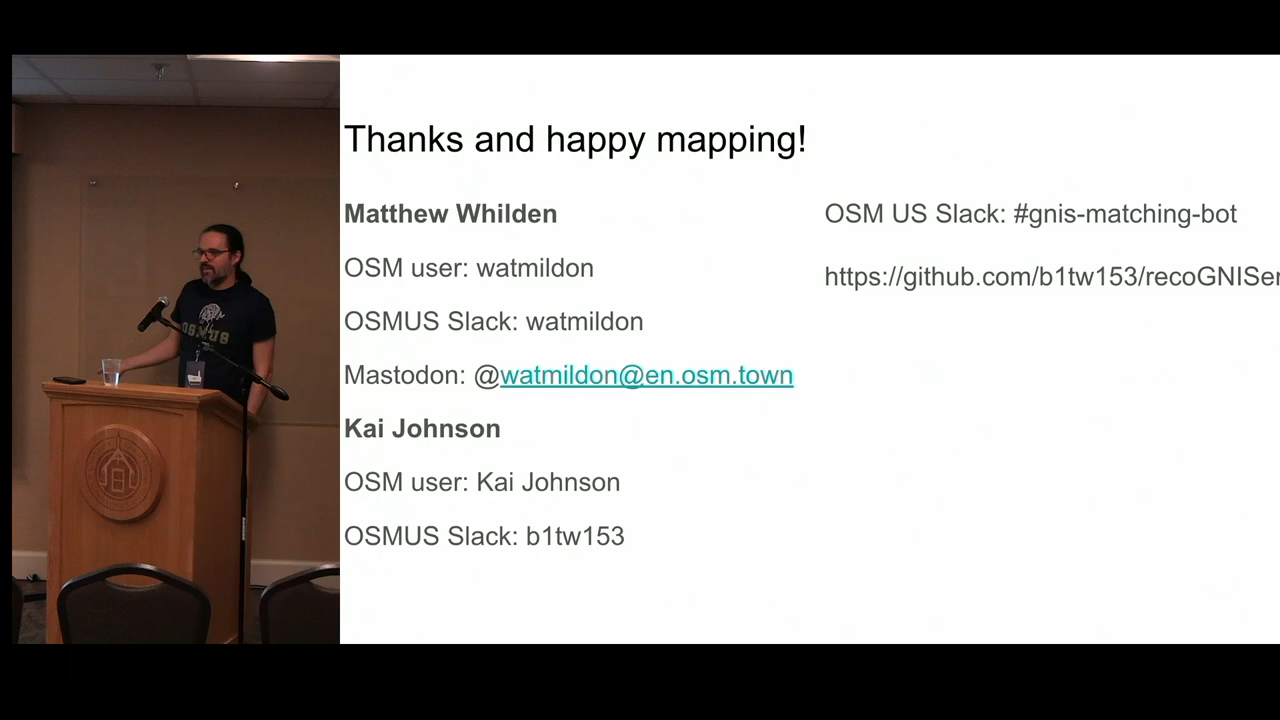 Thanks and happy mapping!
Matthew Whilden
OSM user: watmildon
OSMUS Slack: watmildon
Mastodon: @watmildon@en.osm.town
Kai Johnson
OSM user: Kai Johnson
OSMUS Slack: b1tw153
OSM US Slack: #gnis-matching-bot
https://github.com/b1tw153/recoGNISer
OSMUS